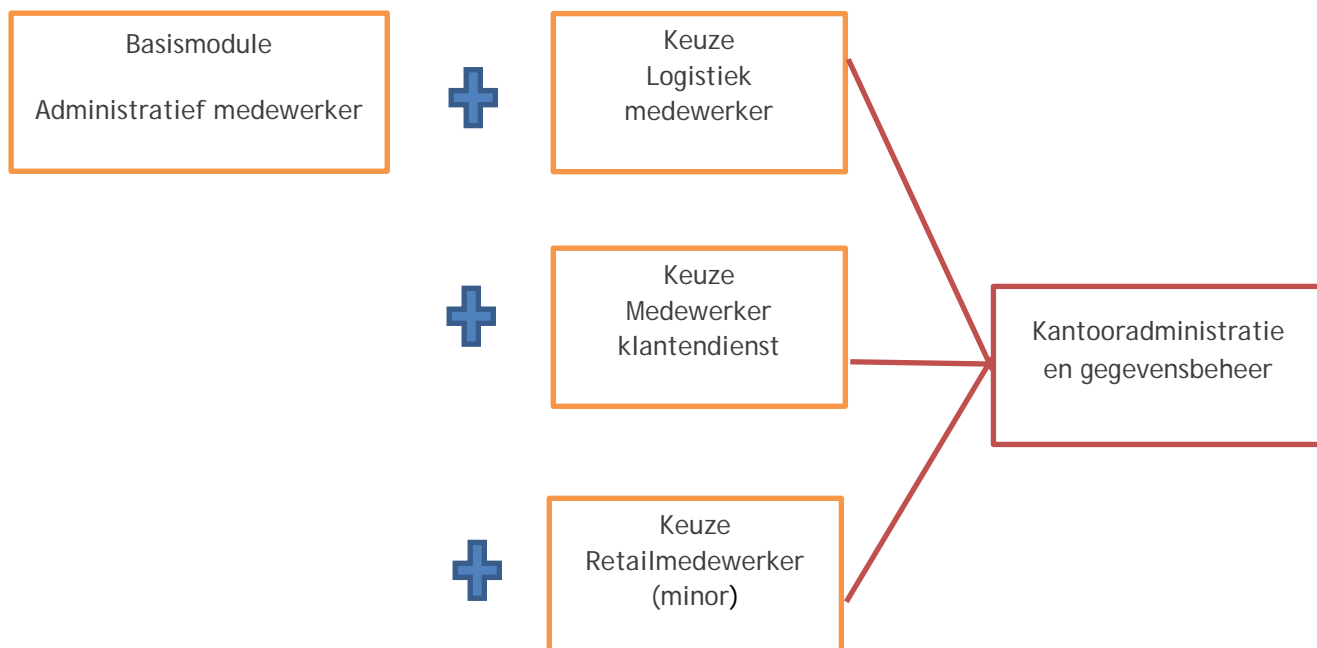 Basismodule
Administratief medewerker
Keuze
Logistiek
medewerker
Keuze
Medewerker
klantendienst
Kantooradministratie
en gegevensbeheer
Keuze
Retailmedewerker
(minor)